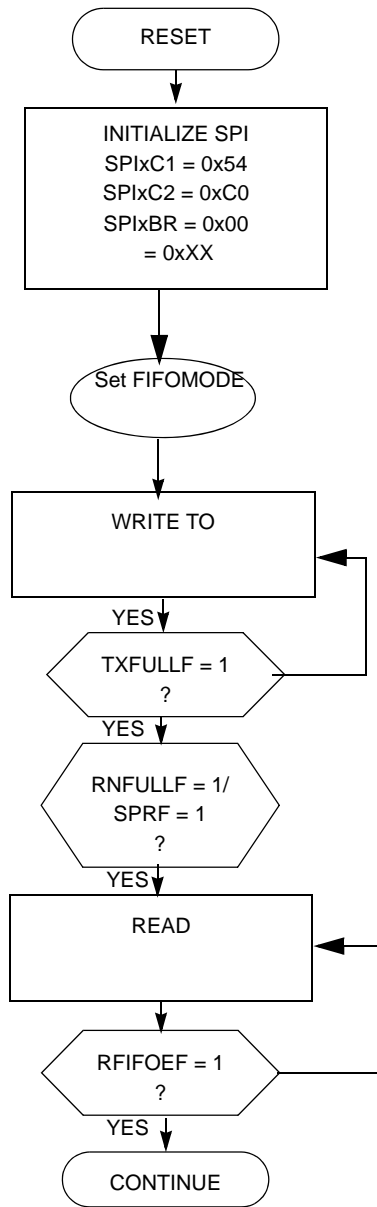 RESET
INITIALIZE SPI
SPIxC1 = 0x54
SPIxC2 = 0xC0
SPIxBR = 0x00
= 0xXX
Set FIFOMODE
WRITE TO
YES
TXFULLF = 1
?
YES
RNFULLF = 1/
SPRF = 1
?
YES
READ
RFIFOEF = 1
?
YES
CONTINUE